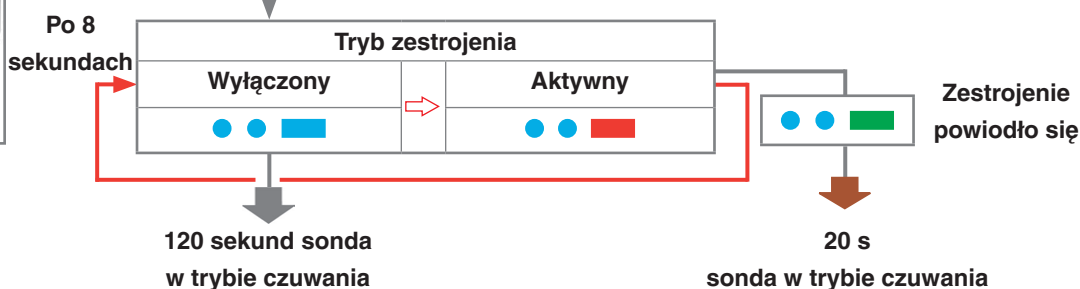 Po 8
sekundach
Tryb zestrojenia
Wyłączony
Aktywny
Zestrojenie
powiodło się
120 sekund sonda
w trybie czuwania
20 s
sonda w trybie czuwania